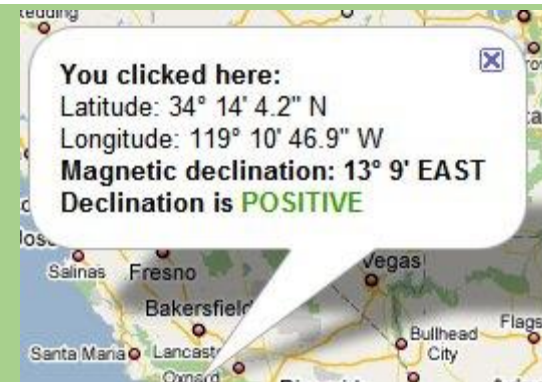 You clicked here:
Latitude: 34° 14' 4.2" N
Longitude: 119° 10' 46.9" W
Magnetic declination: 13° 9' EAST
Declination is POSITIVE
Salinas Fresno
Vegas
Bakersfield
Bullhead City
Flags
Santa Maria
Lancast
Oxnard